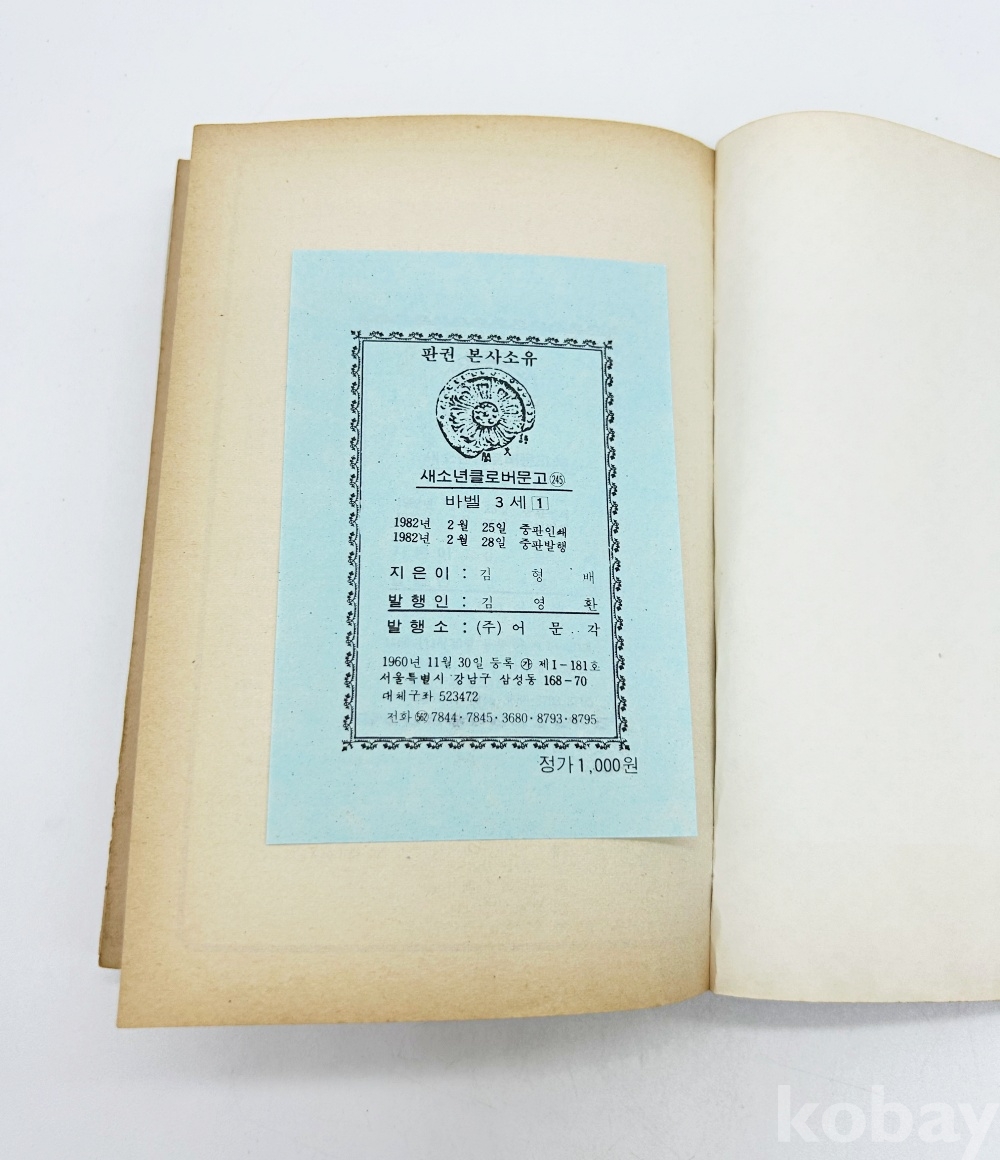 판권 본사소유
새소년클로버문고 245
바벨 3 세 1
1982년 2월 25일 중판인쇄
1982년 2월 28일 중판발행
지은이 : 김 형 배
발행인 : 김 영 환
발행소 : (주) 어 문 각
1960년 11월 30일 등록 ㉮ 제 I-181호
서울특별시 강남구 삼성동 168-70
대체구좌 523472
전화 562 7844·7845·3680·8793·8795
정가 1,000원
kobay